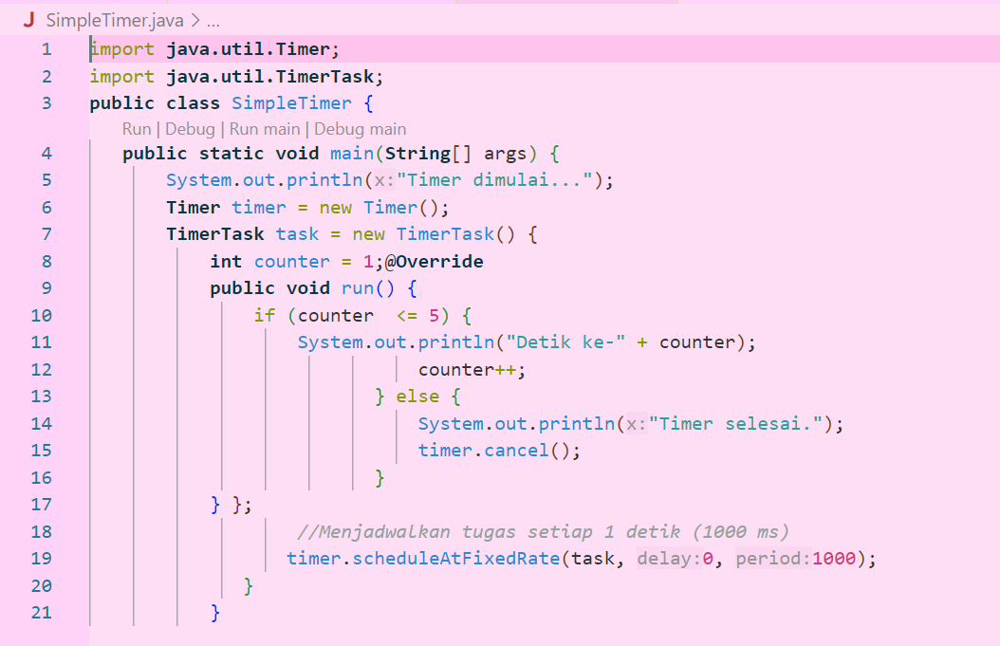 J SimpleTimer.java > ...
1 import java.util.Timer;
2 import java.util.TimerTask;
3 public class SimpleTimer {
Run | Debug | Run main | Debug main
4 public static void main(String[] args) {
5 System.out.println(x:"Timer dimulai...");
6 Timer timer = new Timer();
7 TimerTask task = new TimerTask() {
8 int counter = 1;@Override
9 public void run() {
10 if (counter  <= 5) {
11 System.out.println("Detik ke-" + counter);
12 counter++;
13 } else {
14 System.out.println(x:"Timer selesai.");
15 timer.cancel();
16 }
17 } };
18 //Menjadwalkan tugas setiap 1 detik (1000 ms)
19 timer.scheduleAtFixedRate(task, delay:0, period:1000);
20 }
21 }